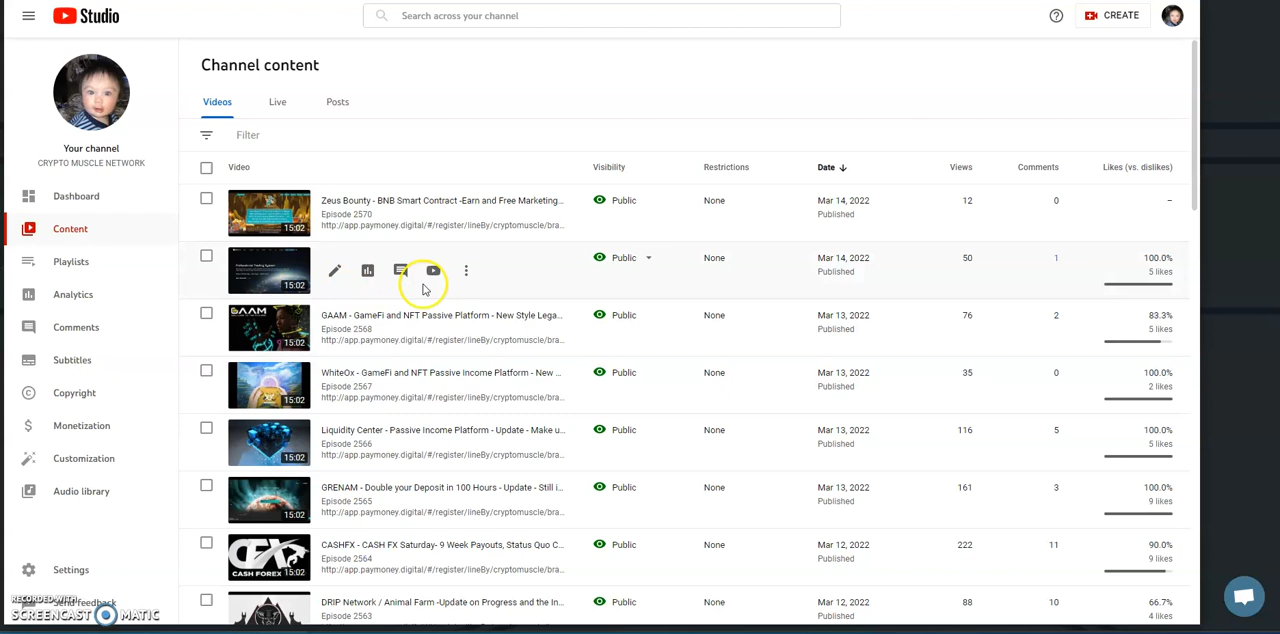 Studio
Search across your channel
CREATE
Your channel
CRYPTO MUSCLE NETWORK
Dashboard
Content
Playlists
Analytics
Comments
Subtitles
Copyright
Monetization
Customization
Audio library
Settings
Send feedback
RECORDED WITH
SCREENCAST MATIC
Channel content
Videos Live Posts
Filter
Video Visibility Restrictions Date Views Comments Likes (vs. dislikes)
15:02
Zeus Bounty - BNB Smart Contract -Earn and Free Marketing...
Episode 2570
http://app.paymoney.digital/#/register/lineBy/cryptomuscle/bra...
Public None Mar 14, 2022 12 0 –
Published
15:02
Public None Mar 14, 2022 50 1 100.0%
Published 5 likes
GAAM
15:02
GAAM - GameFi and NFT Passive Platform - New Style Lega...
Episode 2568
http://app.paymoney.digital/#/register/lineBy/cryptomuscle/bra...
Public None Mar 13, 2022 76 2 83.3%
Published 5 likes
15:02
WhiteOx - GameFi and NFT Passive Income Platform - New ...
Episode 2567
http://app.paymoney.digital/#/register/lineBy/cryptomuscle/bra...
Public None Mar 13, 2022 35 0 100.0%
Published 2 likes
15:02
Liquidity Center - Passive Income Platform - Update - Make u...
Episode 2566
http://app.paymoney.digital/#/register/lineBy/cryptomuscle/bra...
Public None Mar 13, 2022 116 5 100.0%
Published 5 likes
15:02
GRENAM - Double your Deposit in 100 Hours - Update - Still i...
Episode 2565
http://app.paymoney.digital/#/register/lineBy/cryptomuscle/bra...
Public None Mar 13, 2022 161 3 100.0%
Published 9 likes
CFX
CASH FOREX
15:02
CASHFX - CASH FX Saturday- 9 Week Payouts, Status Quo C...
Episode 2564
http://app.paymoney.digital/#/register/lineBy/cryptomuscle/bra...
Public None Mar 12, 2022 222 11 90.0%
Published 9 likes
DRIP Network / Animal Farm -Update on Progress and the In...
Episode 2563
Public None Mar 12, 2022 88 10 66.7%
Published 4 likes